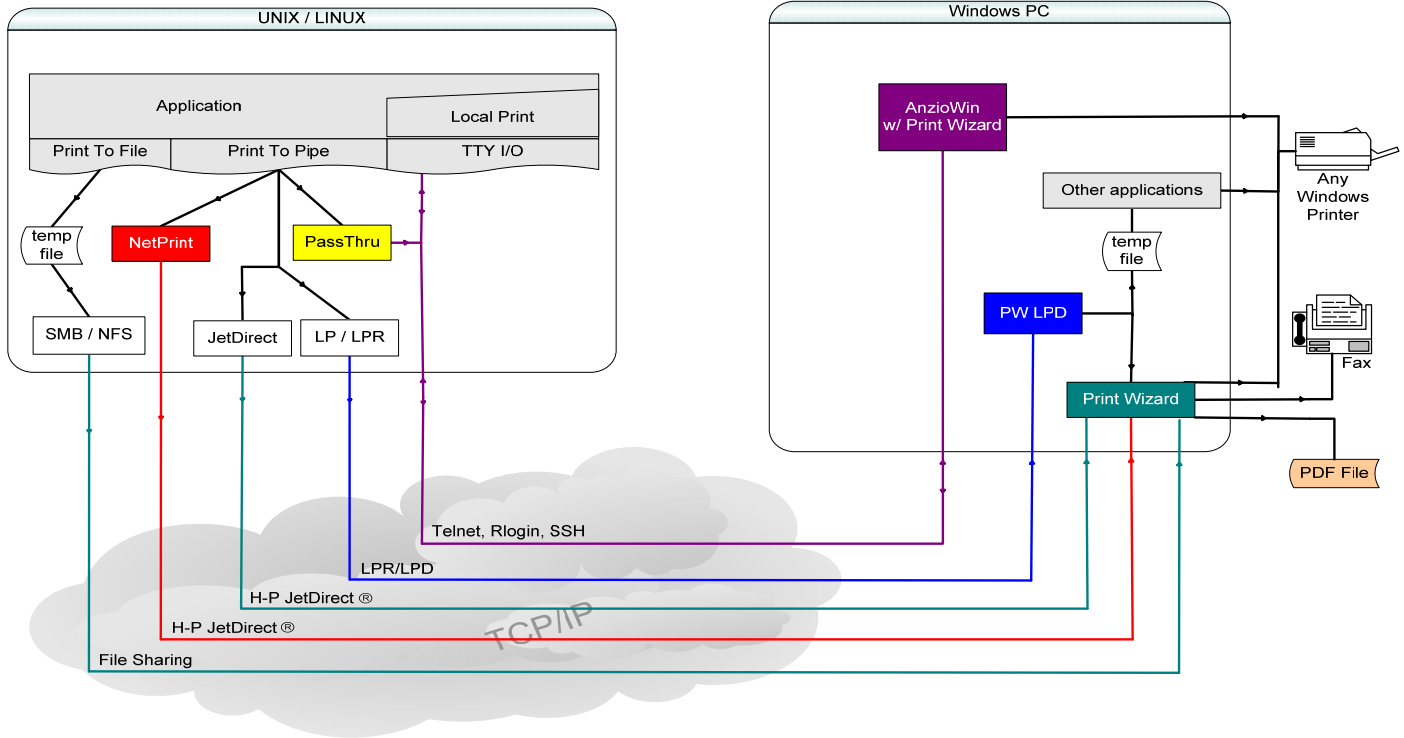 UNIX / LINUX
Application
Local Print
Print To File
Print To Pipe
TTY I/O
temp
file
NetPrint
PassThru
SMB / NFS
JetDirect
LP / LPR
Windows PC
AnzioWin
w/ Print Wizard
Other applications
temp
file
PW LPD
Print Wizard
Any
Windows
Printer
Fax
PDF File
Telnet, Rlogin, SSH
LPR/LPD
H-P JetDirect ®
H-P JetDirect ®
TCP/IP
File Sharing